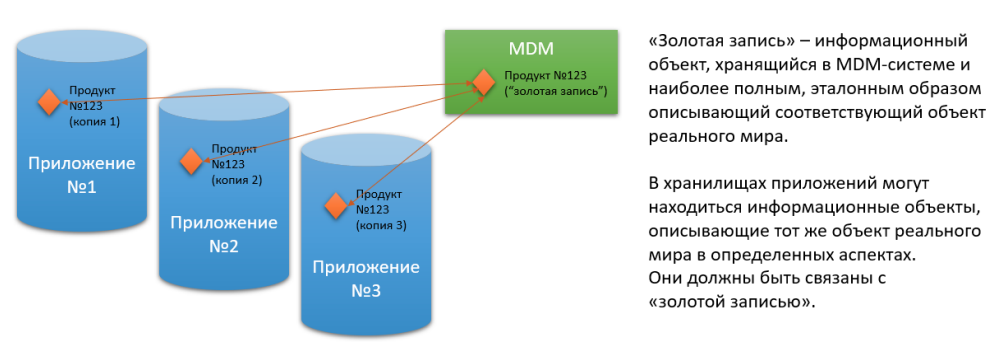 Продукт
№123
(копия 1)
Приложение
№1
Продукт
№123
(копия 2)
Приложение
№2
Продукт
№123
(копия 3)
Приложение
№3
MDM
Продукт №123
(“золотая запись”)
«Золотая запись» – информационный
объект, хранящийся в MDM-системе и
наиболее полным, эталонным образом
описывающий соответствующий объект
реального мира.
В хранилищах приложений могут
находиться информационные объекты,
описывающие тот же объект реального
мира в определенных аспектах.
Они должны быть связаны с
«золотой записью».